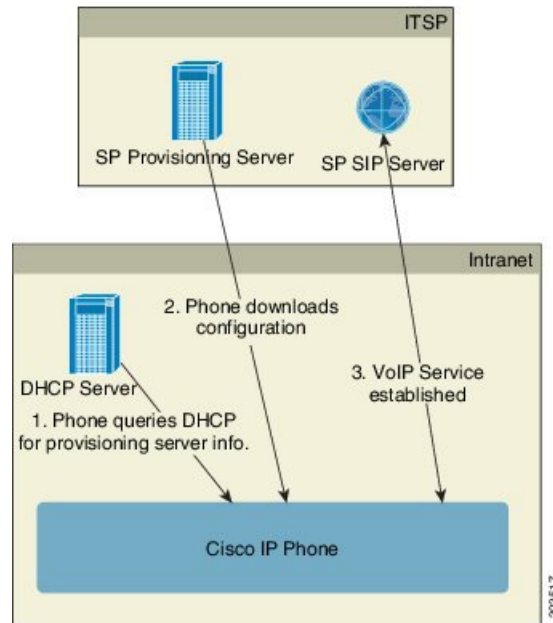 ITSP
SP Provisioning Server
SP SIP Server
Intranet
2. Phone downloads
configuration
DHCP Server
3. VoIP Service
established
1. Phone queries DHCP
for provisioning server info.
Cisco IP Phone